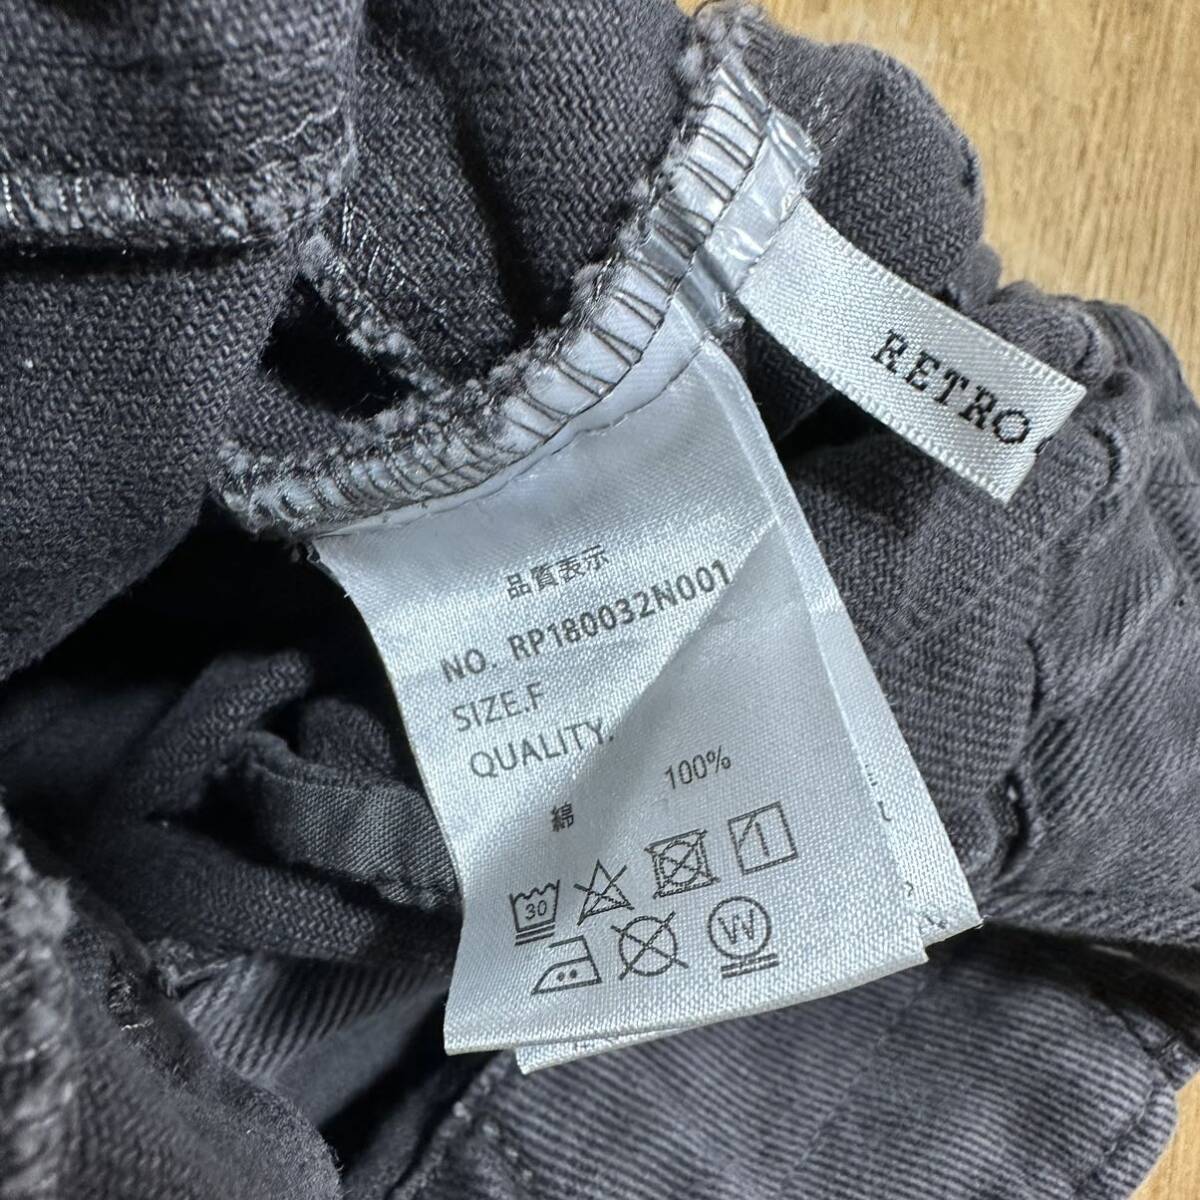 RETRO
品質表示
NO. RP180032N001
SIZE.F
QUALITY.
綿 100%
30
W